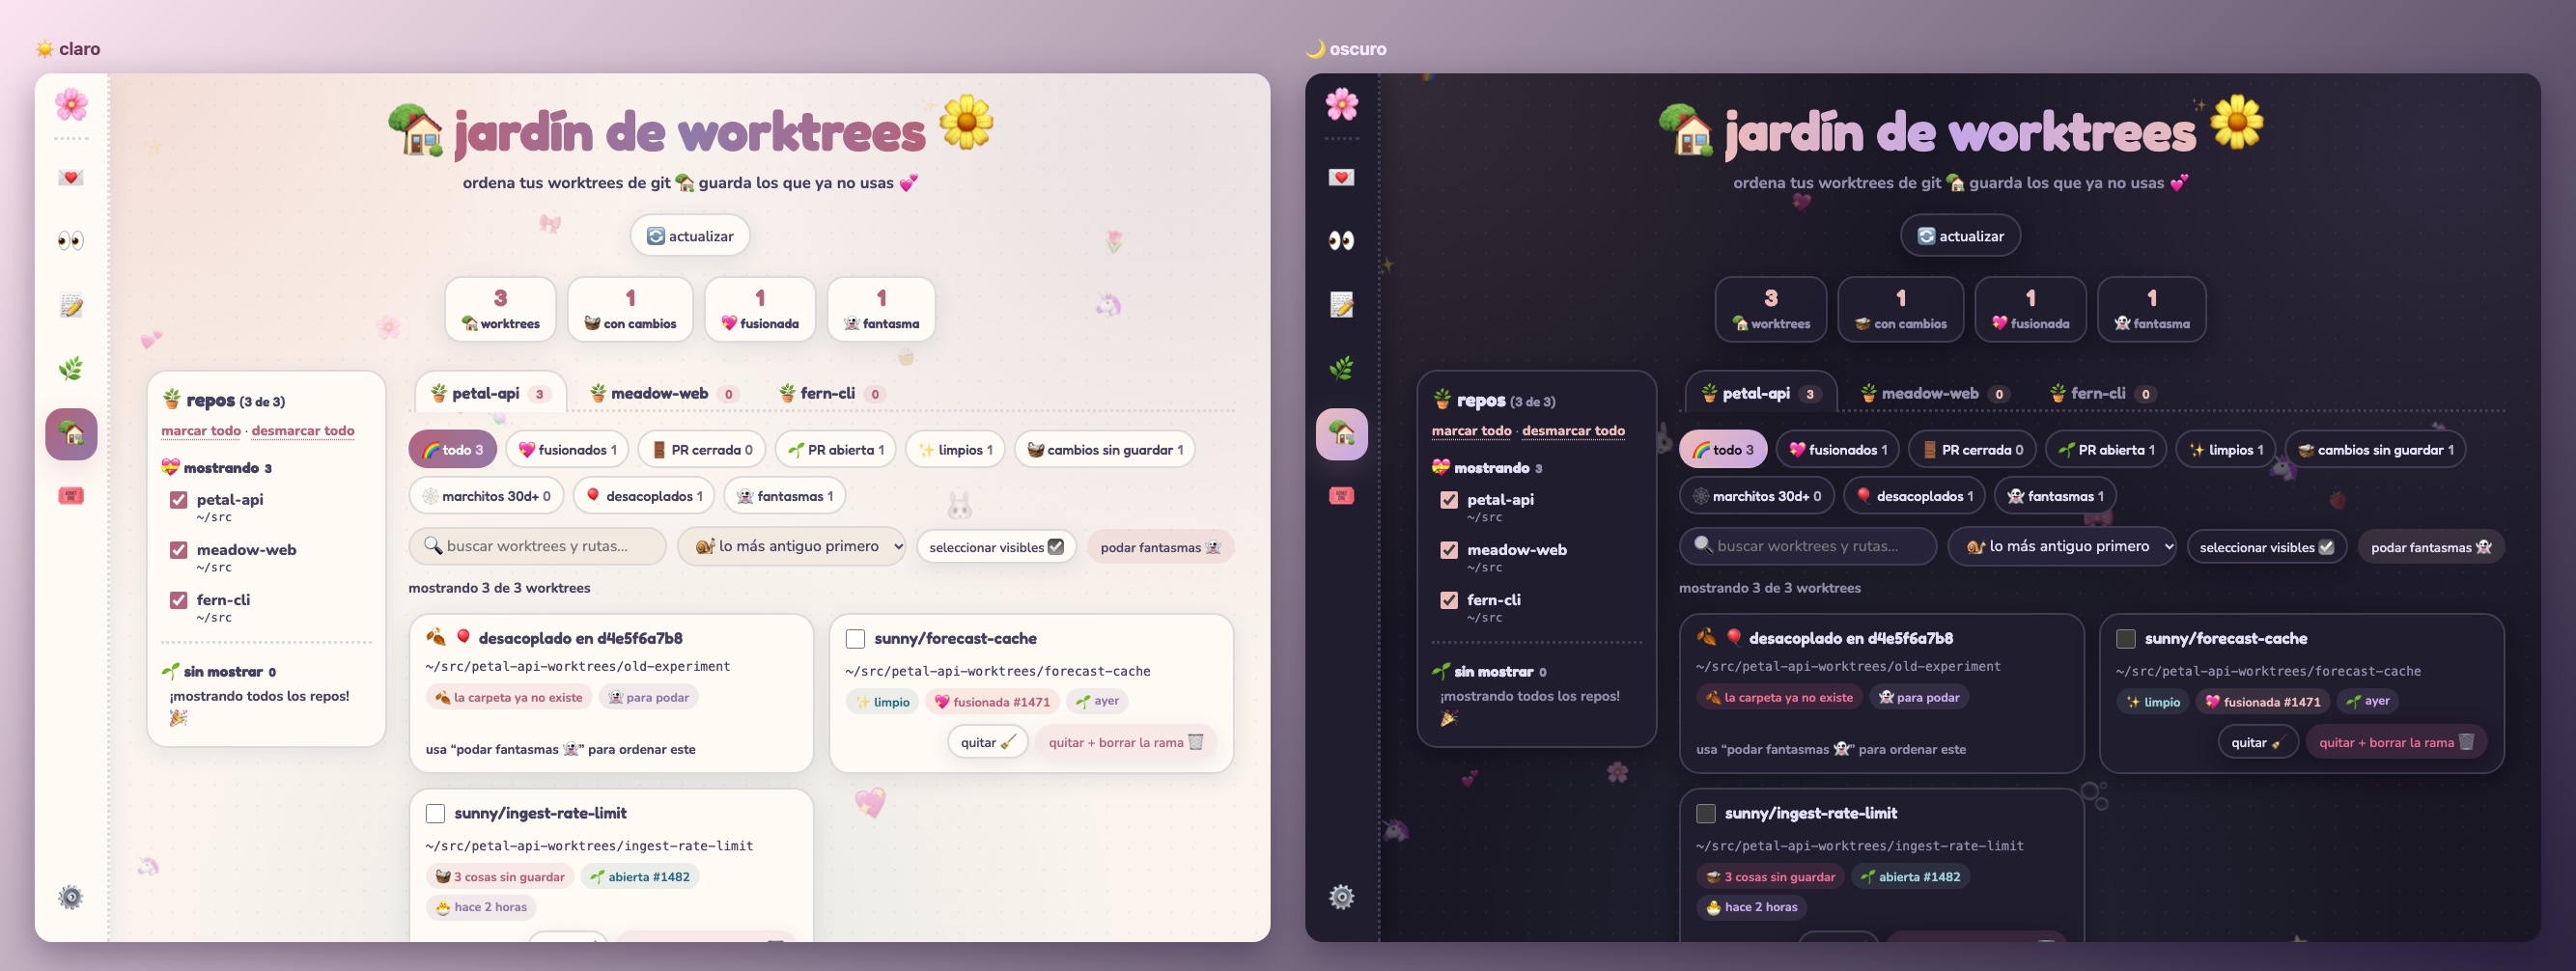 claro
jardín de worktrees
ordena tus worktrees de git guarda los que ya no usas
actualizar
3
worktrees
1
con cambios
1
fusionada
1
fantasma
repos (3 de 3)
marcar todo · desmarcar todo
mostrando 3
petal-api
~/src
meadow-web
~/src
fern-cli
~/src
sin mostrar 0
¡mostrando todos los repos!
petal-api 3
meadow-web 0
fern-cli 0
todo 3
fusionados 1
PR cerrada 0
PR abierta 1
limpios 1
cambios sin guardar 1
marchitos 30d+ 0
desacoplados 1
fantasmas 1
buscar worktrees y rutas...
lo más antiguo primero
seleccionar visibles
podar fantasmas
mostrando 3 de 3 worktrees
desacoplado en d4e5f6a7b8
~/src/petal-api-worktrees/old-experiment
la carpeta ya no existe
para podar
usa “podar fantasmas” para ordenar este
sunny/forecast-cache
~/src/petal-api-worktrees/forecast-cache
limpio
fusionada #1471
ayer
quitar
quitar + borrar la rama
sunny/ingest-rate-limit
~/src/petal-api-worktrees/ingest-rate-limit
3 cosas sin guardar
abierta #1482
hace 2 horas
oscuro
jardín de worktrees
ordena tus worktrees de git guarda los que ya no usas
actualizar
3
worktrees
1
con cambios
1
fusionada
1
fantasma
repos (3 de 3)
marcar todo · desmarcar todo
mostrando 3
petal-api
~/src
meadow-web
~/src
fern-cli
~/src
sin mostrar 0
¡mostrando todos los repos!
petal-api 3
meadow-web 0
fern-cli 0
todo 3
fusionados 1
PR cerrada 0
PR abierta 1
limpios 1
cambios sin guardar 1
marchitos 30d+ 0
desacoplados 1
fantasmas 1
buscar worktrees y rutas...
lo más antiguo primero
seleccionar visibles
podar fantasmas
mostrando 3 de 3 worktrees
desacoplado en d4e5f6a7b8
~/src/petal-api-worktrees/old-experiment
la carpeta ya no existe
para podar
usa “podar fantasmas” para ordenar este
sunny/forecast-cache
~/src/petal-api-worktrees/forecast-cache
limpio
fusionada #1471
ayer
quitar
quitar + borrar la rama
sunny/ingest-rate-limit
~/src/petal-api-worktrees/ingest-rate-limit
3 cosas sin guardar
abierta #1482
hace 2 horas